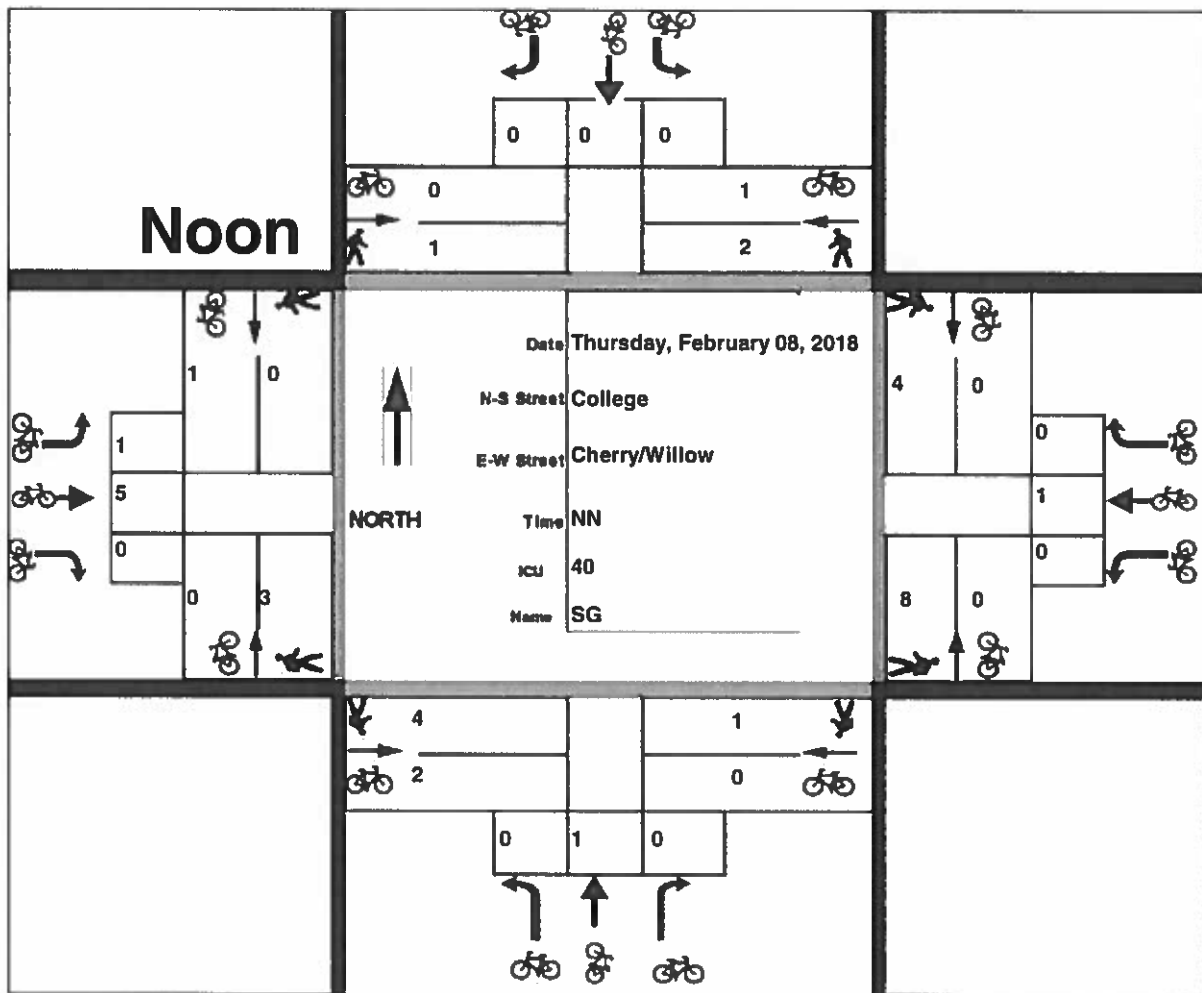 0 0 0
0 1
Noon
1 2
Date Thursday, February 08, 2018
1 0
4 0
N-S Street College
1
0
E-W Street Cherry/Willow
5
1
NORTH
Time NN
0
0
ICU 40
0 3
8 0
Name SG
4 1
2 0
0 1 0